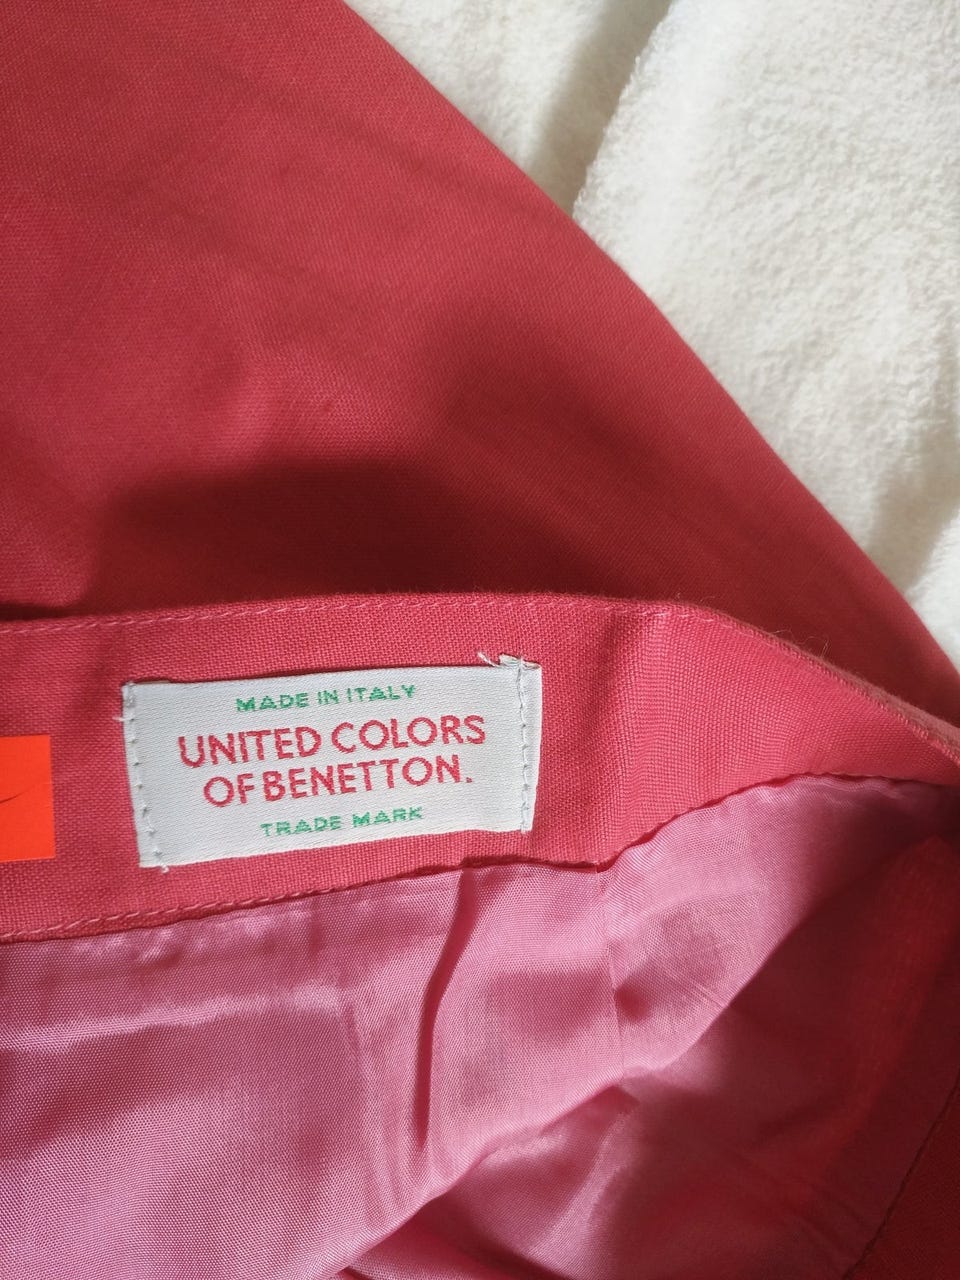 MADE IN ITALY
UNITED COLORS
OF BENETTON.
TRADE MARK